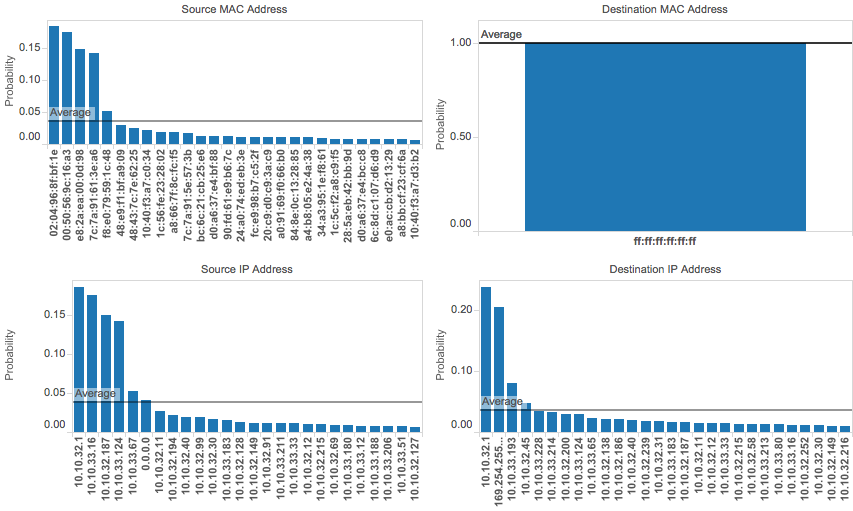 Source MAC Address
Probability
0.15
0.10
0.05
0.00
Average
02:04:96:8f:bf:1e
00:50:56:9c:16:a3
e8:2a:ea:00:0d:98
7c:7a:91:61:3e:a6
f8:e0:79:59:1c:48
48:e9:f1:bf:a9:09
48:43:7c:7e:62:25
10:40:f3:a7:c0:34
1c:56:fe:23:28:02
a8:66:7f:8c:fc:f5
7c:7a:91:5e:57:3b
bc:6c:21:cb:25:e6
d0:a6:37:e4:bf:88
90:fd:61:e9:b6:7c
24:a0:74:ed:eb:3e
fc:e9:98:b7:c5:2f
20:c9:d0:c9:3a:c9
a0:91:69:f0:66:b0
84:8e:0c:13:28:85
a4:b8:05:e2:4a:38
34:a3:95:1e:f8:61
1c:5c:f2:a8:c9:f5
28:5a:eb:42:bb:9d
d0:a6:37:e4:bc:c8
6c:8d:c1:07:d6:d9
e0:ac:cb:d2:13:29
a8:bb:cf:23:cf:6a
10:40:f3:a7:d3:b2
Destination MAC Address
Probability
1.00
0.50
0.00
Average
ff:ff:ff:ff:ff:ff
Source IP Address
Probability
0.15
0.10
0.05
0.00
Average
10.10.32.1
10.10.33.16
10.10.32.187
10.10.33.124
10.10.33.67
0.0.0.0
10.10.32.11
10.10.32.194
10.10.32.40
10.10.32.99
10.10.32.30
10.10.33.183
10.10.32.128
10.10.32.149
10.10.32.91
10.10.33.211
10.10.33.33
10.10.32.12
10.10.32.215
10.10.32.69
10.10.33.180
10.10.33.12
10.10.33.188
10.10.33.206
10.10.33.51
10.10.32.127
Destination IP Address
Probability
0.20
0.10
0.00
Average
10.10.32.1
169.254.255...
10.10.33.193
10.10.32.45
10.10.33.228
10.10.33.214
10.10.32.200
10.10.33.124
10.10.33.65
10.10.32.138
10.10.32.186
10.10.32.40
10.10.32.239
10.10.32.31
10.10.33.183
10.10.32.187
10.10.32.11
10.10.32.12
10.10.33.33
10.10.32.215
10.10.32.58
10.10.33.213
10.10.33.80
10.10.33.16
10.10.32.252
10.10.32.30
10.10.32.149
10.10.32.216